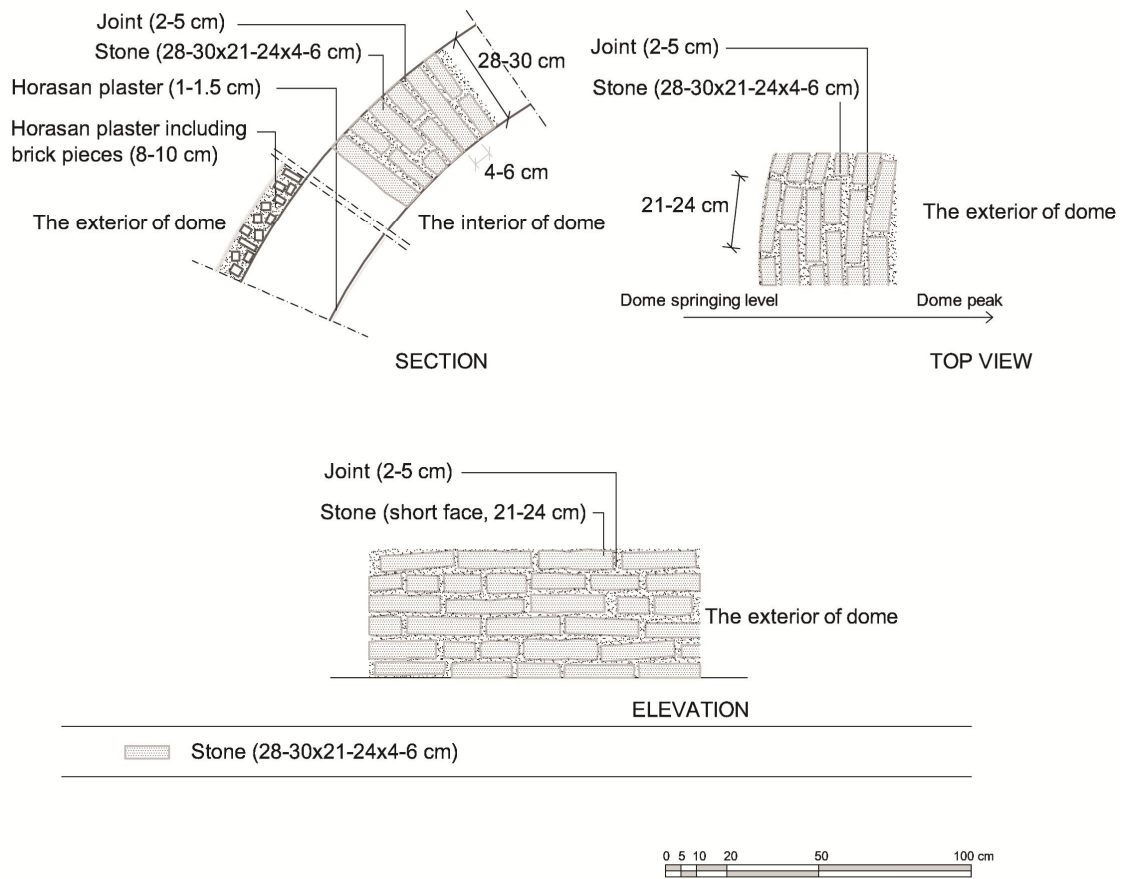 Joint (2-5 cm)
Stone (28-30x21-24x4-6 cm)
Horasan plaster (1-1.5 cm)
Horasan plaster including
brick pieces (8-10 cm)
The exterior of dome
28-30 cm
4-6 cm
The interior of dome
SECTION
Joint (2-5 cm)
Stone (28-30x21-24x4-6 cm)
21-24 cm
The exterior of dome
Dome springing level
Dome peak
TOP VIEW
Joint (2-5 cm)
Stone (short face, 21-24 cm)
The exterior of dome
ELEVATION
Stone (28-30x21-24x4-6 cm)
0 5 10 20 50 100 cm